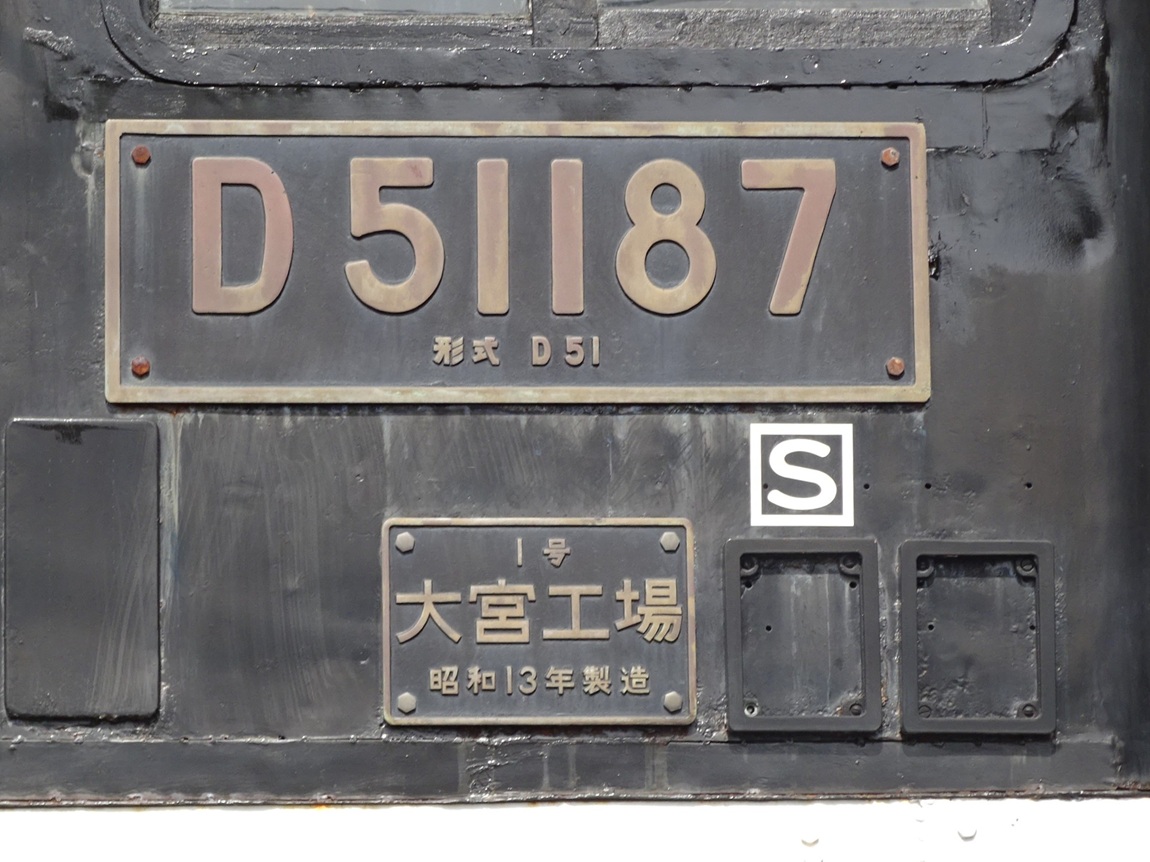 D51187
形式 D51
S
1号
大宮工場
昭和13年製造